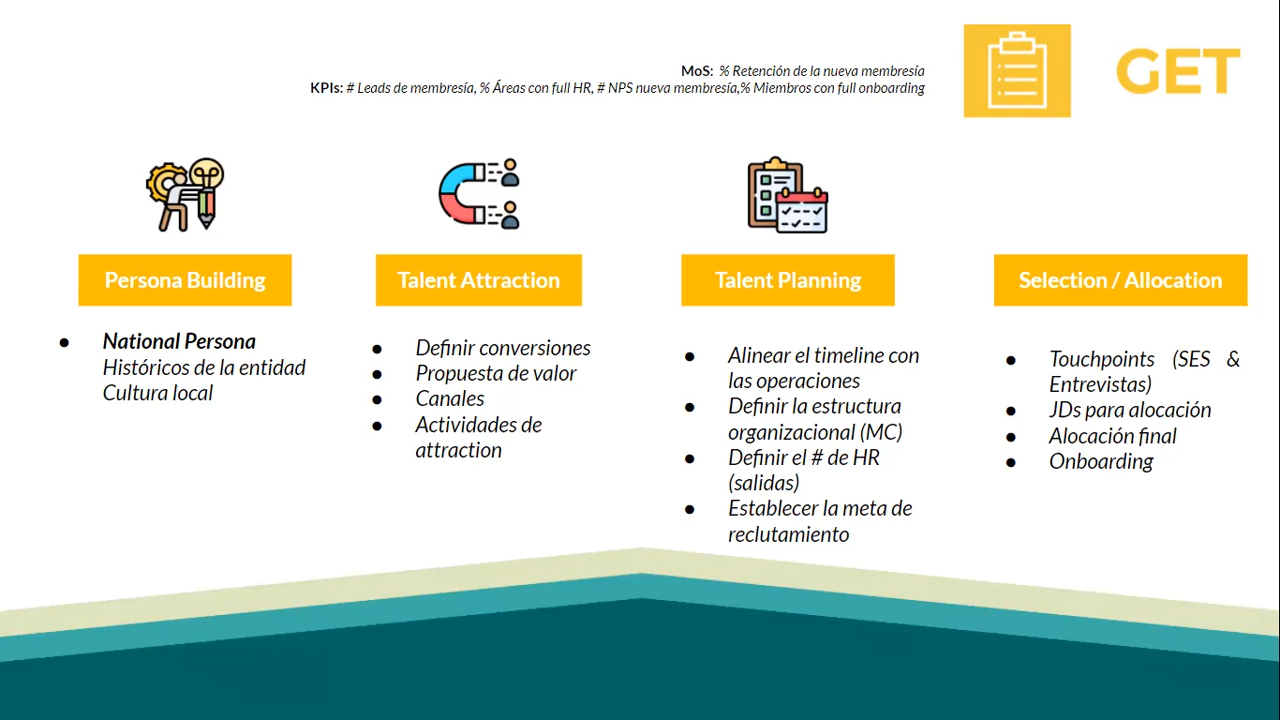 MoS: % Retención de la nueva membresía
KPIs: # Leads de membresía, % Áreas con full HR, # NPS nueva membresía,% Miembros con full onboarding
GET
Persona Building
● National Persona
Históricos de la entidad
Cultura local
Talent Attraction
● Definir conversiones
● Propuesta de valor
● Canales
● Actividades de
attraction
Talent Planning
● Alinear el timeline con
las operaciones
● Definir la estructura
organizacional (MC)
● Definir el # de HR
(salidas)
● Establecer la meta de
reclutamiento
Selection / Allocation
● Touchpoints (SES &
Entrevistas)
● JDs para alocación
● Alocación final
● Onboarding